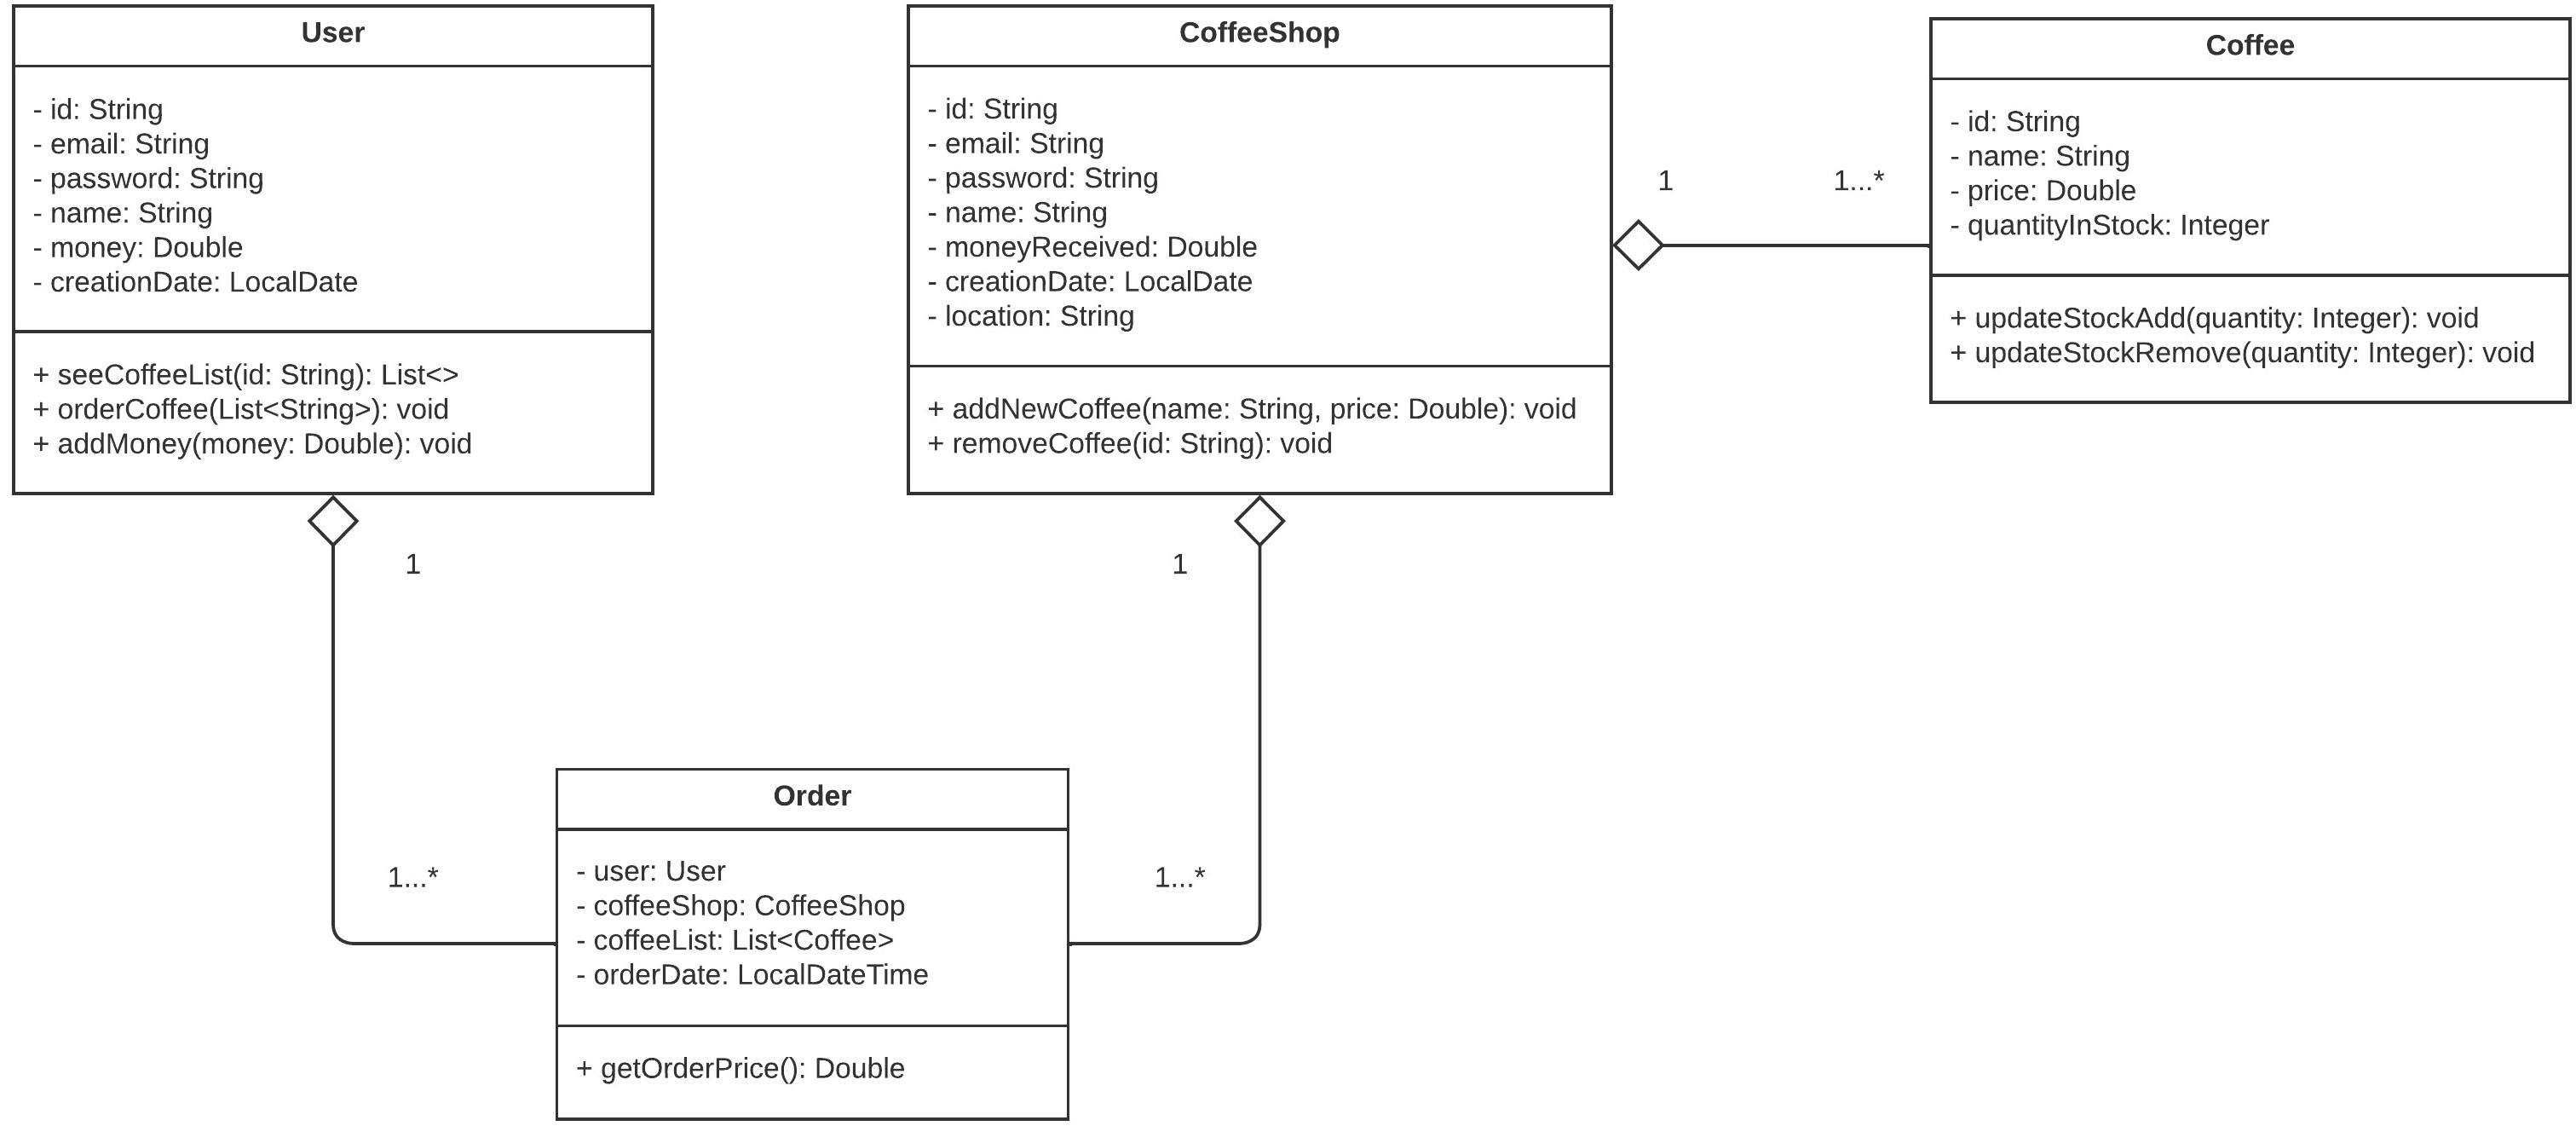 User
- id: String
- email: String
- password: String
- name: String
- money: Double
- creationDate: LocalDate
+ seeCoffeeList(id: String): List<>
+ orderCoffee(List<String>): void
+ addMoney(money: Double): void
CoffeeShop
- id: String
- email: String
- password: String
- name: String
- moneyReceived: Double
- creationDate: LocalDate
- location: String
+ addNewCoffee(name: String, price: Double): void
+ removeCoffee(id: String): void
1
1...*
Coffee
- id: String
- name: String
- price: Double
- quantityInStock: Integer
+ updateStockAdd(quantity: Integer): void
+ updateStockRemove(quantity: Integer): void
1
1
1...*
1...*
Order
- user: User
- coffeeShop: CoffeeShop
- coffeeList: List<Coffee>
- orderDate: LocalDateTime
+ getOrderPrice(): Double